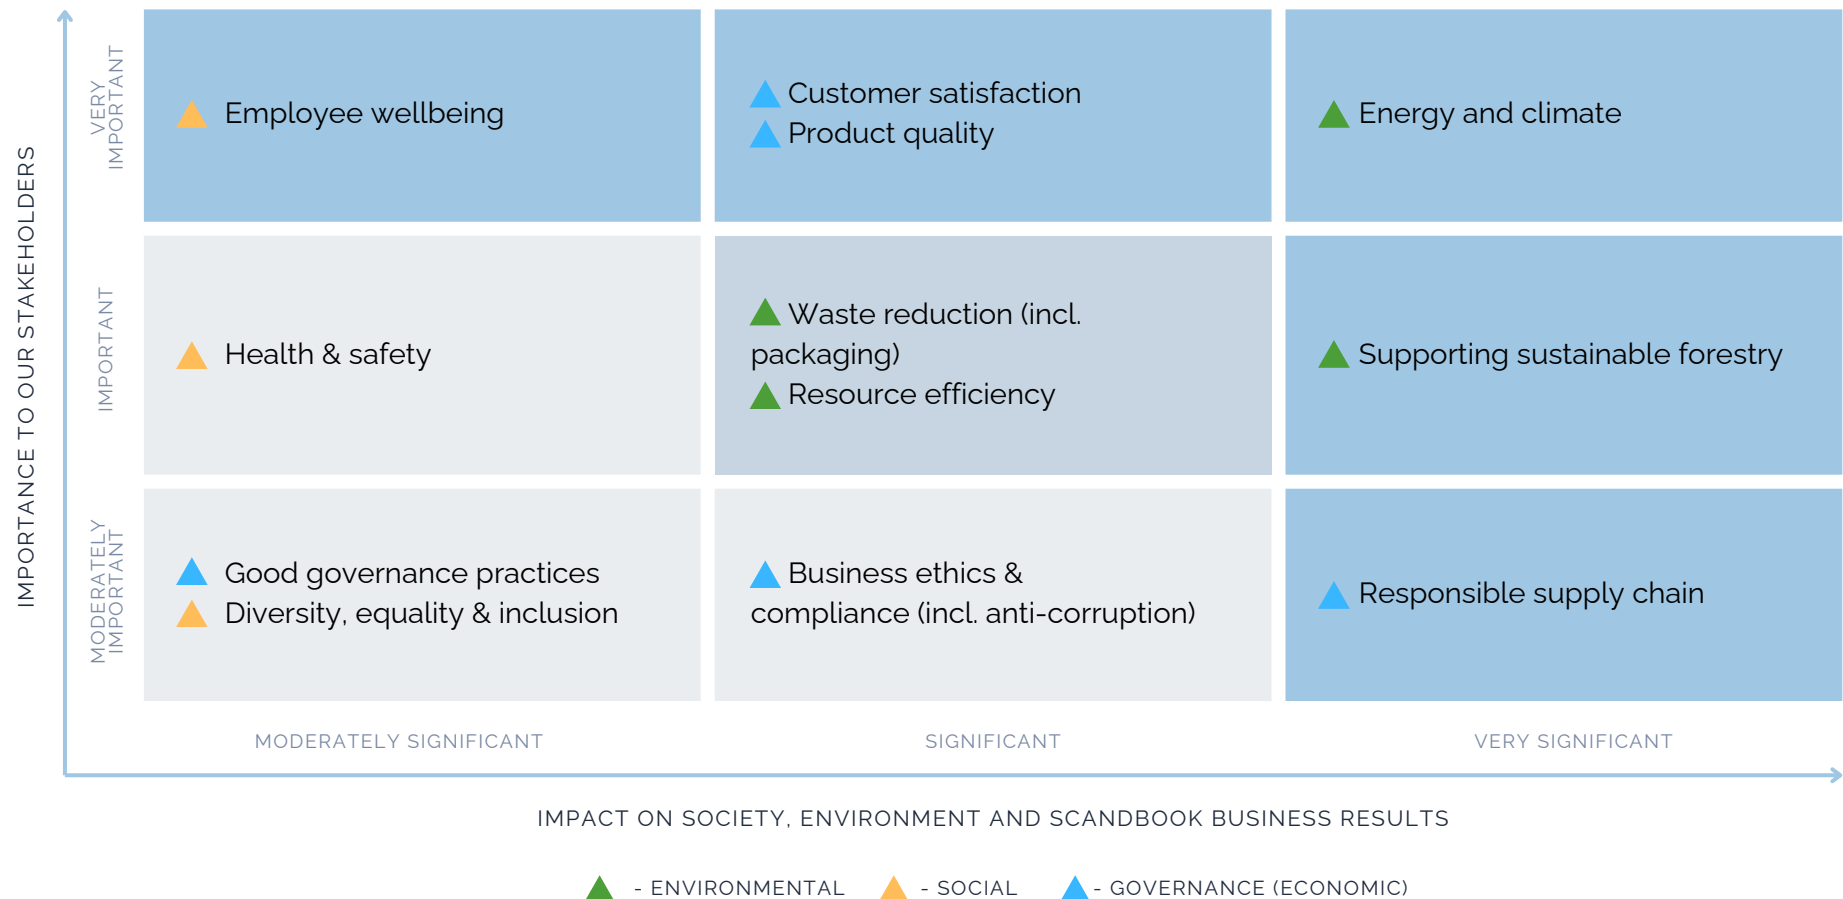 IMPORTANCE TO OUR STAKEHOLDERS
VERY
IMPORTANT
Employee wellbeing
Customer satisfaction
Product quality
Energy and climate
IMPORTANT
Health & safety
Waste reduction (incl.
packaging)
Resource efficiency
Supporting sustainable forestry
MODERATELY
IMPORTANT
Good governance practices
Diversity, equality & inclusion
Business ethics &
compliance (incl. anti-corruption)
Responsible supply chain
MODERATELY SIGNIFICANT
SIGNIFICANT
VERY SIGNIFICANT
IMPACT ON SOCIETY, ENVIRONMENT AND SCANDBOOK BUSINESS RESULTS
- ENVIRONMENTAL
- SOCIAL
- GOVERNANCE (ECONOMIC)